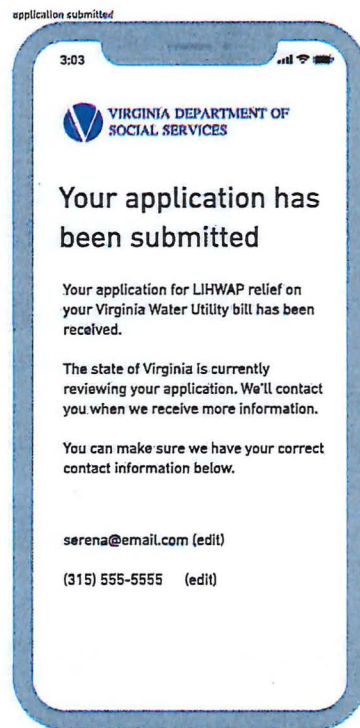 application submitted
3:03
VIRGINIA DEPARTMENT OF
SOCIAL SERVICES
Your application has
been submitted
Your application for LIHWAP relief on
your Virginia Water Utility bill has been
received.
The state of Virginia is currently
reviewing your application. We'll contact
you when we receive more information.
You can make sure we have your correct
contact information below.
serena@email.com (edit)
(315) 555-5555 (edit)